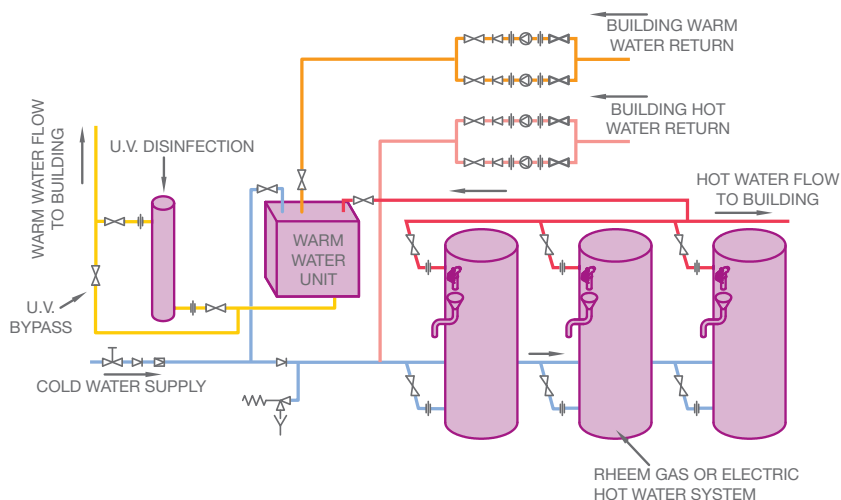 BUILDING WARM
WATER RETURN
BUILDING HOT
WATER RETURN
WARM WATER FLOW
TO BUILDING
U.V. DISINFECTION
HOT WATER FLOW
TO BUILDING
WARM
WATER
UNIT
U.V.
BYPASS
COLD WATER SUPPLY
RHEEM GAS OR ELECTRIC
HOT WATER SYSTEM